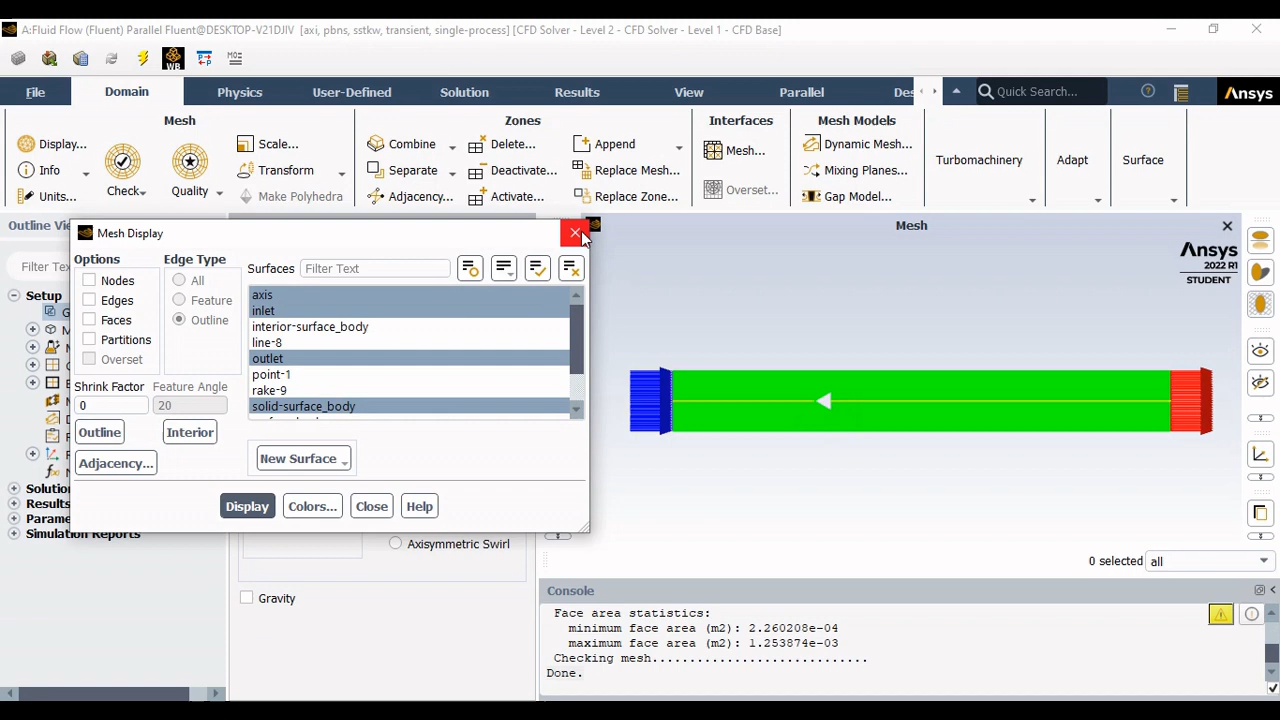 A:Fluid Flow (Fluent) Parallel Fluent@DESKTOP-V21DJIV [axi, pbns, sstkw, transient, single-process] [CFD Solver - Level 2 - CFD Solver - Level 1 - CFD Base]
WB
File Domain Physics User-Defined Solution Results View Parallel Des Quick Search... Ansys
Mesh Zones Interfaces Mesh Models
Display... Scale... Combine Delete... Append Mesh... Dynamic Mesh...
Info Check Quality Transform Separate Deactivate... Replace Mesh... Mixing Planes... Turbomachinery Adapt Surface
Units... Make Polyhedra Adjacency... Activate... Replace Zone... Overset... Gap Model...
Outline Vie
Filter Text
Setup
G
Solution
Results
Parame
Simulation Reports
Mesh Display
Options Edge Type Surfaces Filter Text
Nodes All
Edges Feature
Faces Outline
Partitions
Overset
axis
inlet
interior-surface_body
line-8
outlet
point-1
rake-9
solid-surface_body
Shrink Factor Feature Angle
0 20
Outline Interior
Adjacency... New Surface
Display Colors... Close Help
Axisymmetric Swirl
Gravity
Mesh
Ansys
2022 R1
STUDENT
0 selected all
Console
Face area statistics:
minimum face area (m2): 2.260208e-04
maximum face area (m2): 1.253874e-03
Checking mesh............................
Done.